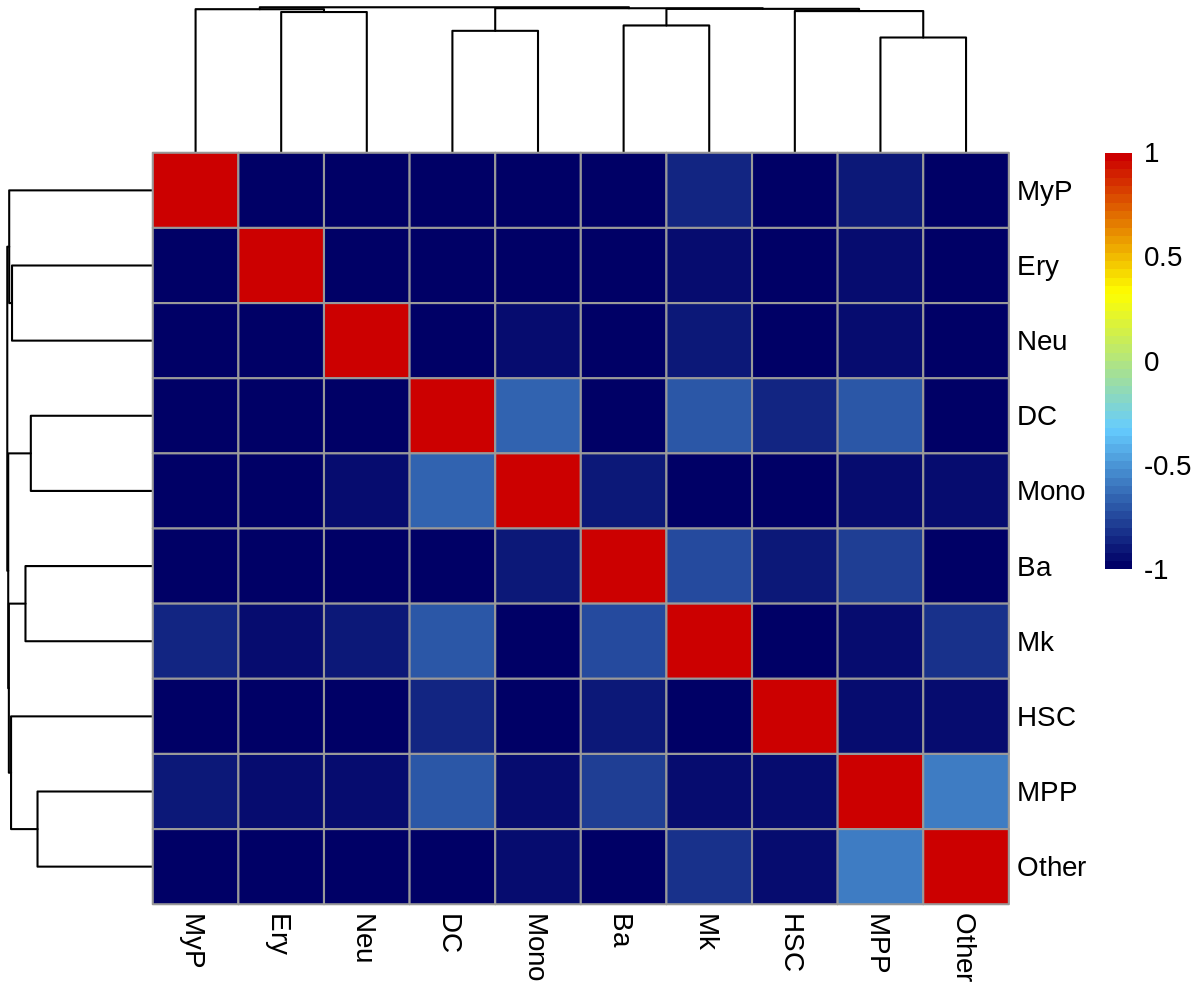 1
0.5
0
-0.5
-1
MyP
Ery
Neu
DC
Mono
Ba
Mk
HSC
MPP
Other
MyP
Ery
Neu
DC
Mono
Ba
Mk
HSC
MPP
Other